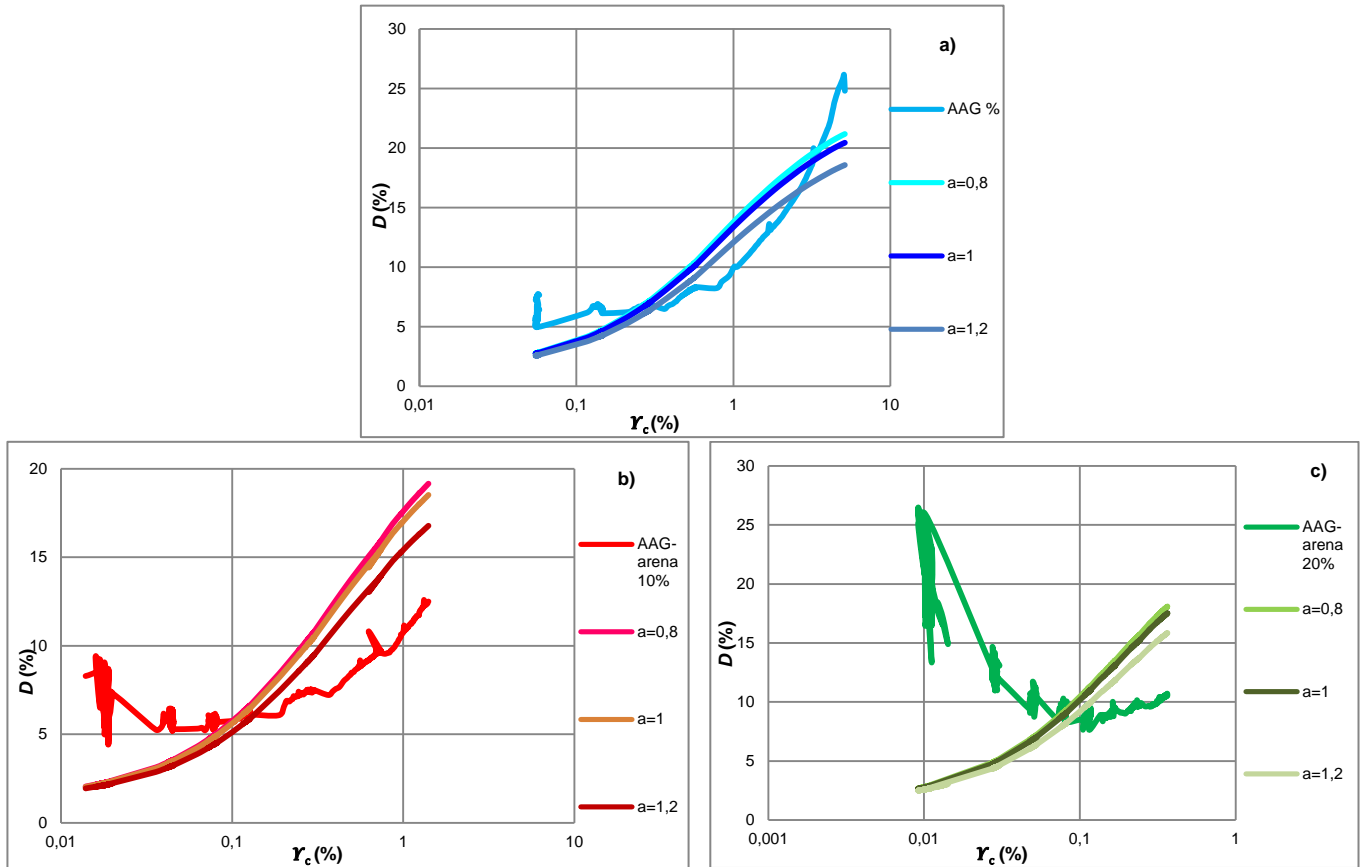 a)
30
25
20
15
10
5
0
D (%)
0,01
0,1
1
10
ϒc (%)
AAG %
a=0,8
a=1
a=1,2
b)
20
15
10
5
0
D (%)
0,01
0,1
1
10
ϒc (%)
AAG-
arena
10%
a=0,8
a=1
a=1,2
c)
30
25
20
15
10
5
0
D (%)
0,001
0,01
0,1
1
ϒc (%)
AAG-
arena
20%
a=0,8
a=1
a=1,2